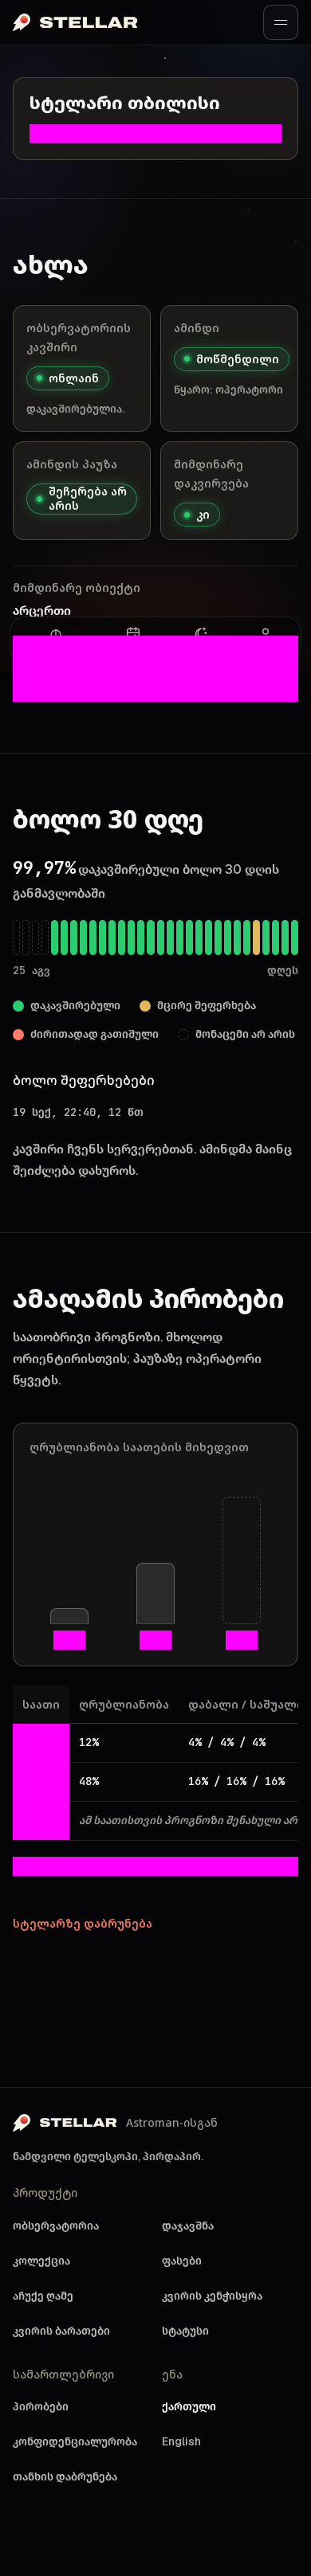 STELLAR
სტელარი თბილისი
ახლა
ობსერვატორიის
კავშირი
ონლაინ
დაკავშირებულია.
ამინდი
მოწმენდილი
წყარო: ოპერატორი
ამინდის პაუზა
შეჩერება არ
არის
მიმდინარე
დაკვირვება
კი
მიმდინარე ობიექტი
არცერთი
ბოლო 30 დღე
99,97% დაკავშირებული ბოლო 30 დღის
განმავლობაში
25 აგვ
დღეს
დაკავშირებული
მცირე შეფერხება
ძირითადად გათიშული
მონაცემი არ არის
ბოლო შეფერხებები
19 სექ, 22:40, 12 წთ
კავშირი ჩვენს სერვერებთან. ამინდმა მაინც
შეიძლება დახუროს.
ამაღამის პირობები
საათობრივი პროგნოზი. მხოლოდ
ორიენტირისთვის; პაუზაზე ოპერატორი
წყვეტს.
ღრუბლიანობა საათების მიხედვით
საათი ღრუბლიანობა დაბალი / საშუალ
12% 4% / 4% / 4%
48% 16% / 16% / 16%
ამ საათისთვის პროგნოზი შენახული არ
სტელარზე დაბრუნება
STELLAR Astroman-ისგან
ნამდვილი ტელესკოპი, პირდაპირ.
პროდუქტი
ობსერვატორია
დაჯავშნა
კოლექცია
ფასები
აჩუქე ღამე
კვირის კენჭისყრა
კვირის ბარათები
სტატუსი
სამართლებრივი
პირობები
კონფიდენციალურობა
თანხის დაბრუნება
ენა
ქართული
English